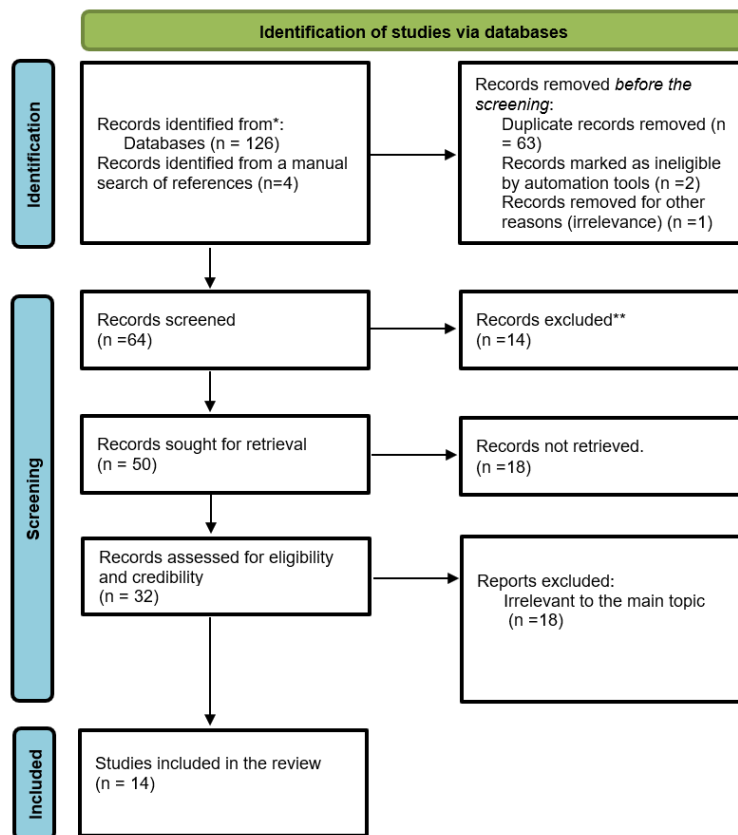 Identification of studies via databases
Identification
Records identified from*:
Databases (n = 126)
Records identified from a manual
search of references (n=4)
Records removed before the
screening:
Duplicate records removed (n
= 63)
Records marked as ineligible
by automation tools (n =2)
Records removed for other
reasons (irrelevance) (n =1)
Screening
Records screened
(n =64)
Records excluded**
(n =14)
Records sought for retrieval
(n = 50)
Records not retrieved.
(n =18)
Records assessed for eligibility
and credibility
(n = 32)
Reports excluded:
Irrelevant to the main topic
(n =18)
Included
Studies included in the review
(n = 14)